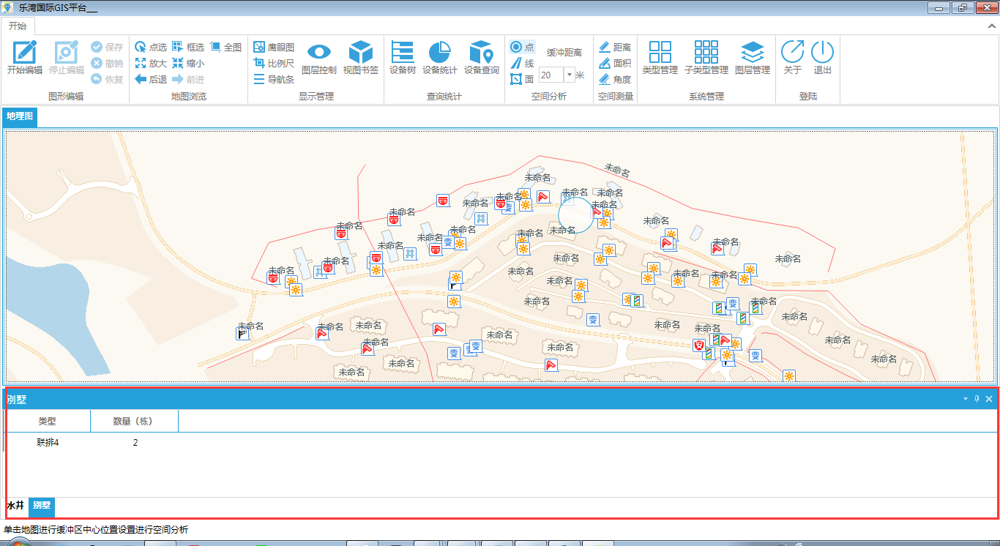 乐湾国际GIS平台___
开始
开始编辑 停止编辑 保存 撤销 恢复
图形编辑
点选 框选 全图
放大 缩小
后退 前进
地图浏览
鹰眼图
比例尺
导航条
图层控制 视图书签
显示管理
设备树 设备统计 设备查询
查询统计
点 缓冲距离
线
面 20 米
空间分析
距离
面积
角度
空间测量
类型管理 子类型管理 图层管理
系统管理
关于 退出
登陆
地理图
未命名
未命名
未命名
未命名
未命名
未命名
未命名
变
未命名
未命名
未命名
未命名
未命名
未命名
变
未命名
未命名
未命名
未命名
未命名
未命名
未命名
未命名
未命名
未命名
未命名
未命名
未命名
变
未命名
未命名
变
未命名
未命名
未命名
未命名
未命名
未命名
未命名
未命名
未命名
变
变
变
变
未命名
未命名
未命名
未命名
别墅
类型 数量（栋）
联排4 2
水井 别墅
单击地图进行缓冲区中心位置设置进行空间分析